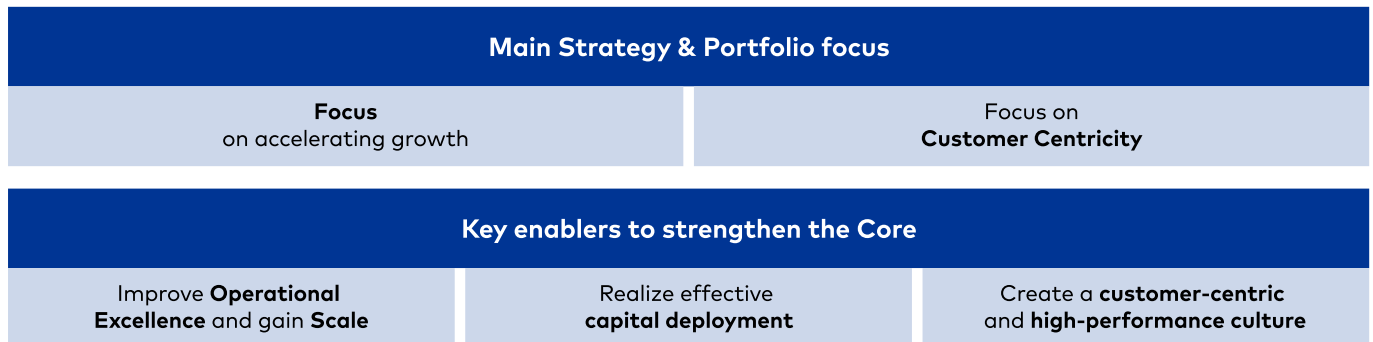 Main Strategy & Portfolio focus
Focus
on accelerating growth
Focus on
Customer Centricity
Key enablers to strengthen the Core
Improve Operational
Excellence and gain Scale
Realize effective
capital deployment
Create a customer-centric
and high-performance culture